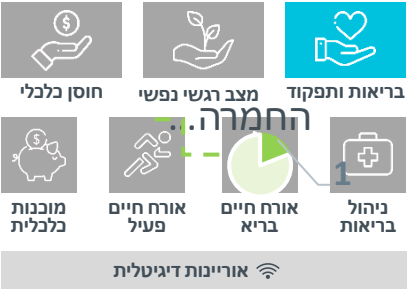 בריאות ותפקוד
מצב רגשי נפשי
חוסן כלכלי
החמרה...
1
ניהול
בריאות
אורח חיים
בריא
אורח חיים
פעיל
מוכנות
כלכלית
אוריינות דיגיטלית